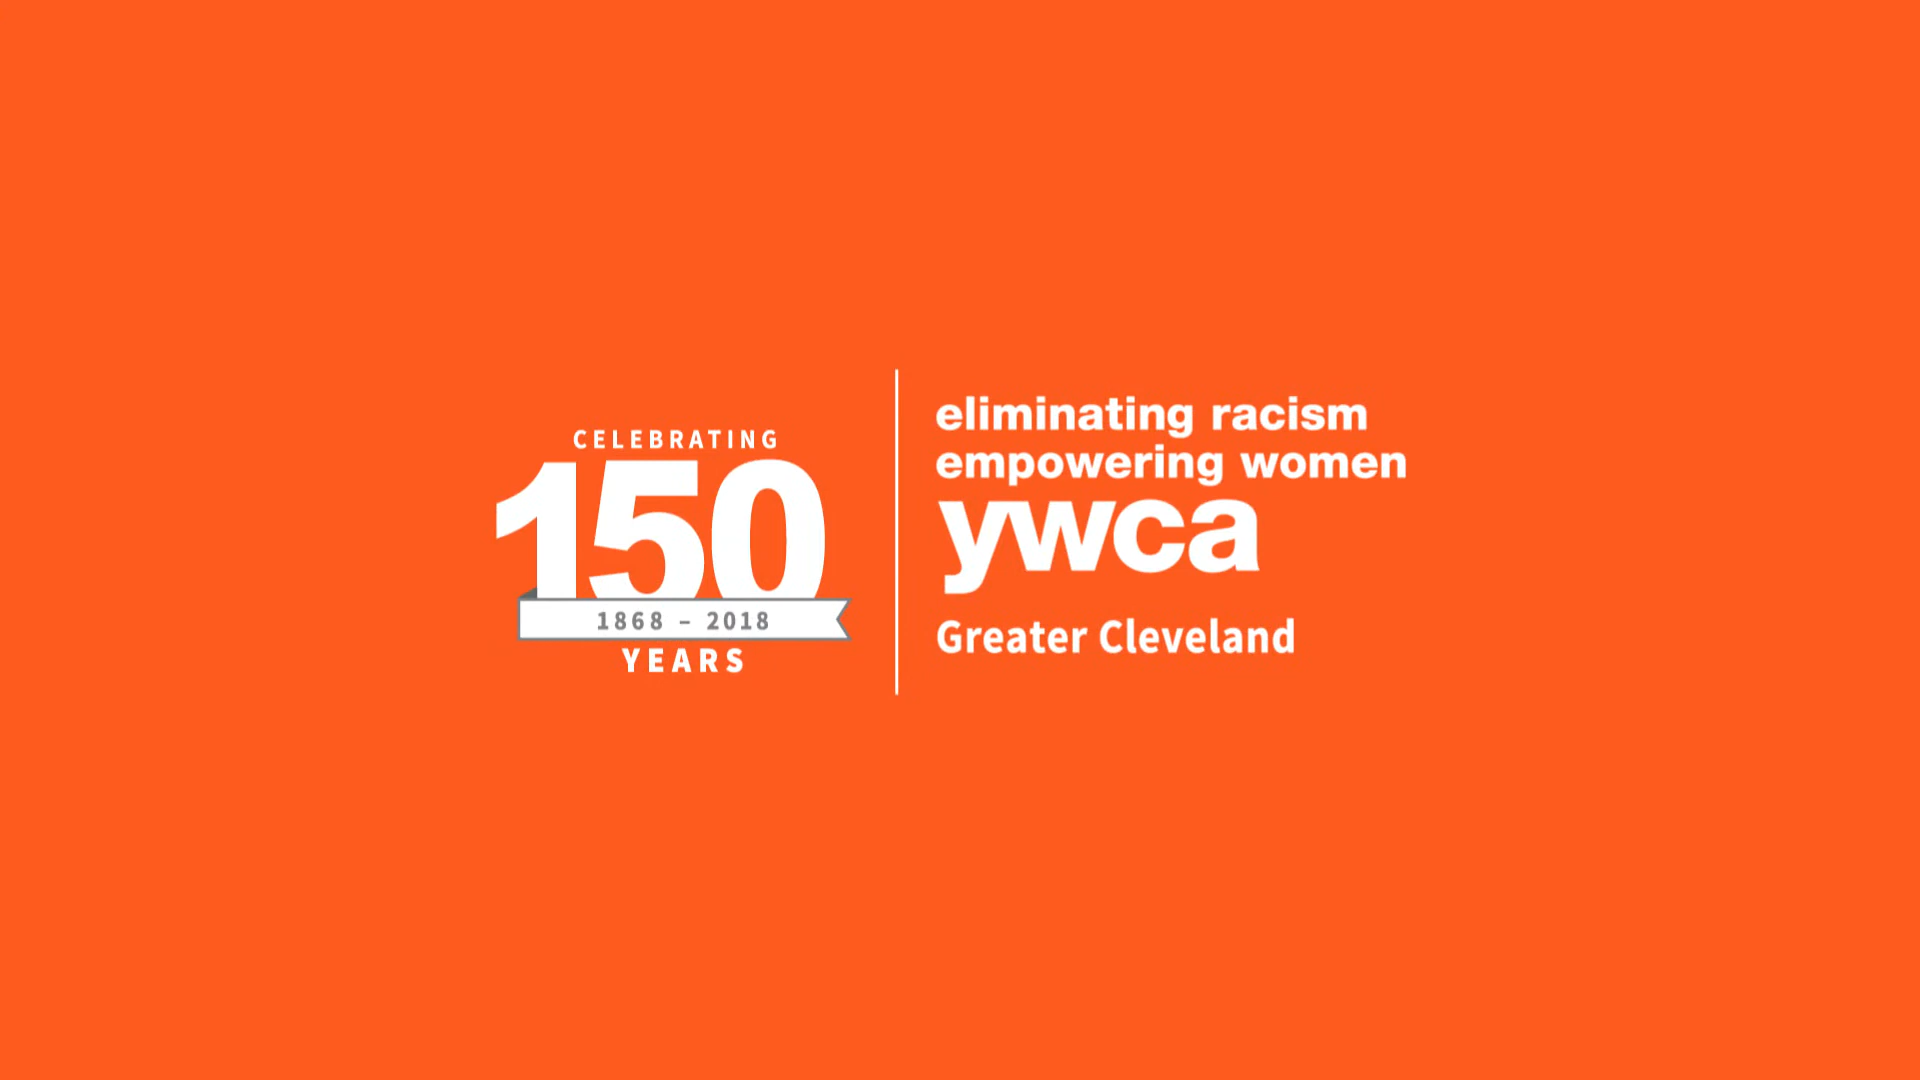 CELEBRATING
150
1868 – 2018
YEARS
eliminating racism
empowering women
ywca
Greater Cleveland